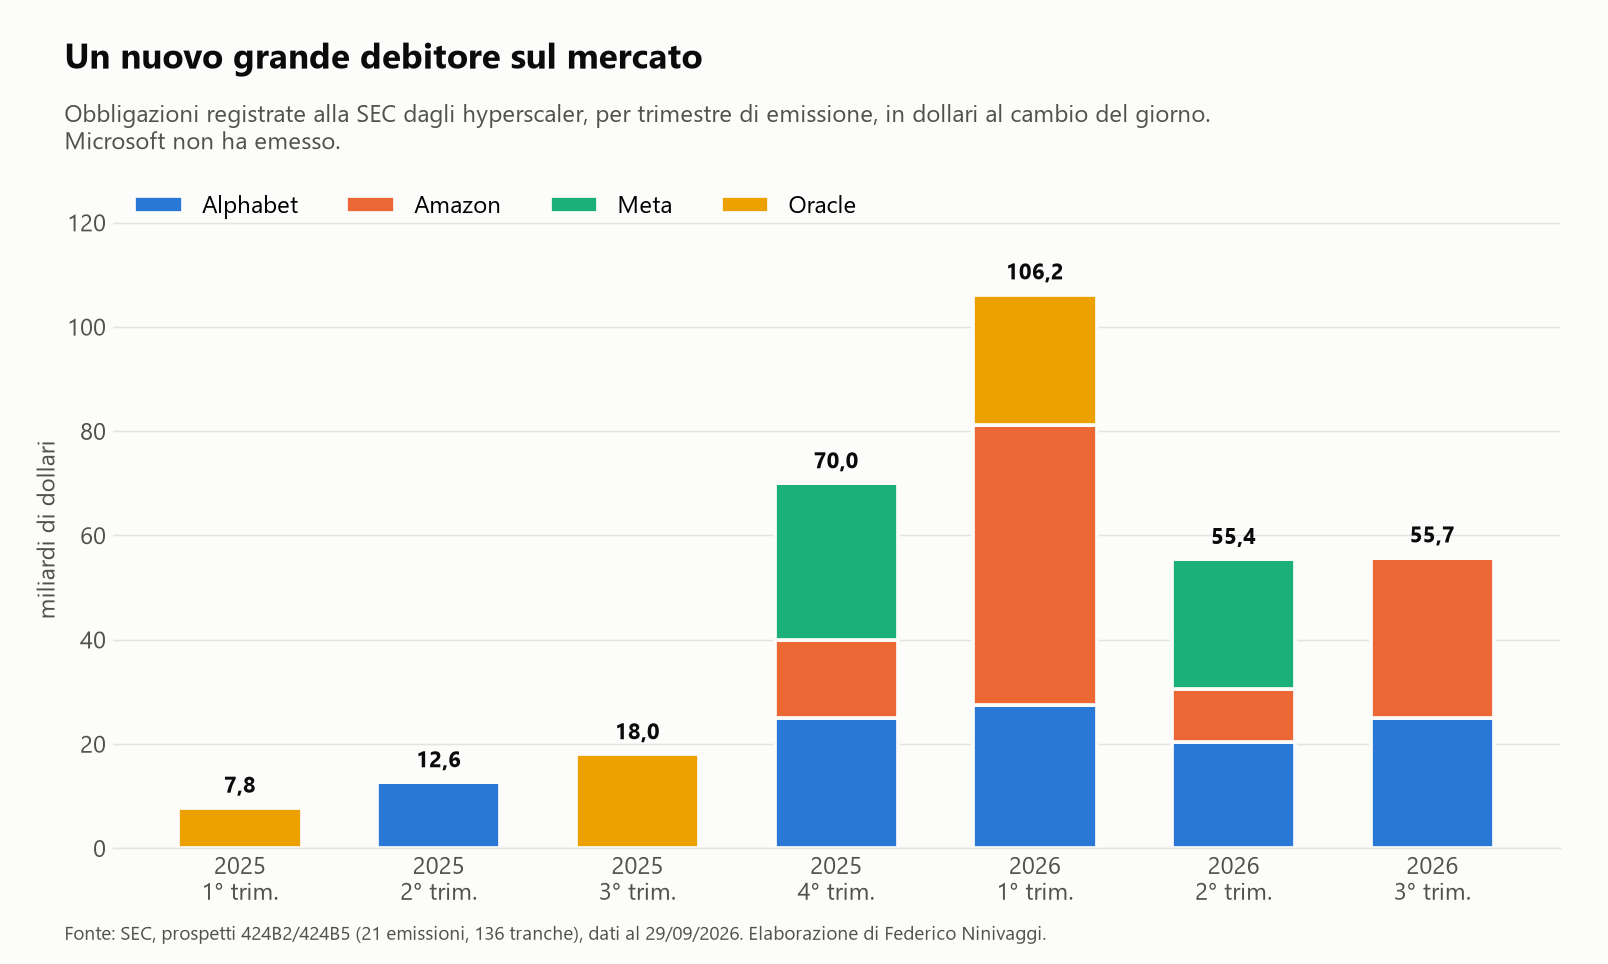 Un nuovo grande debitore sul mercato
Obbligazioni registrate alla SEC dagli hyperscaler, per trimestre di emissione, in dollari al cambio del giorno.
Microsoft non ha emesso.
Alphabet
Amazon
Meta
Oracle
miliardi di dollari
120
100
80
60
40
20
0
7,8
12,6
18,0
70,0
106,2
55,4
55,7
2025
1° trim.
2025
2° trim.
2025
3° trim.
2025
4° trim.
2026
1° trim.
2026
2° trim.
2026
3° trim.
Fonte: SEC, prospetti 424B2/424B5 (21 emissioni, 136 tranche), dati al 29/09/2026. Elaborazione di Federico Ninivaggi.